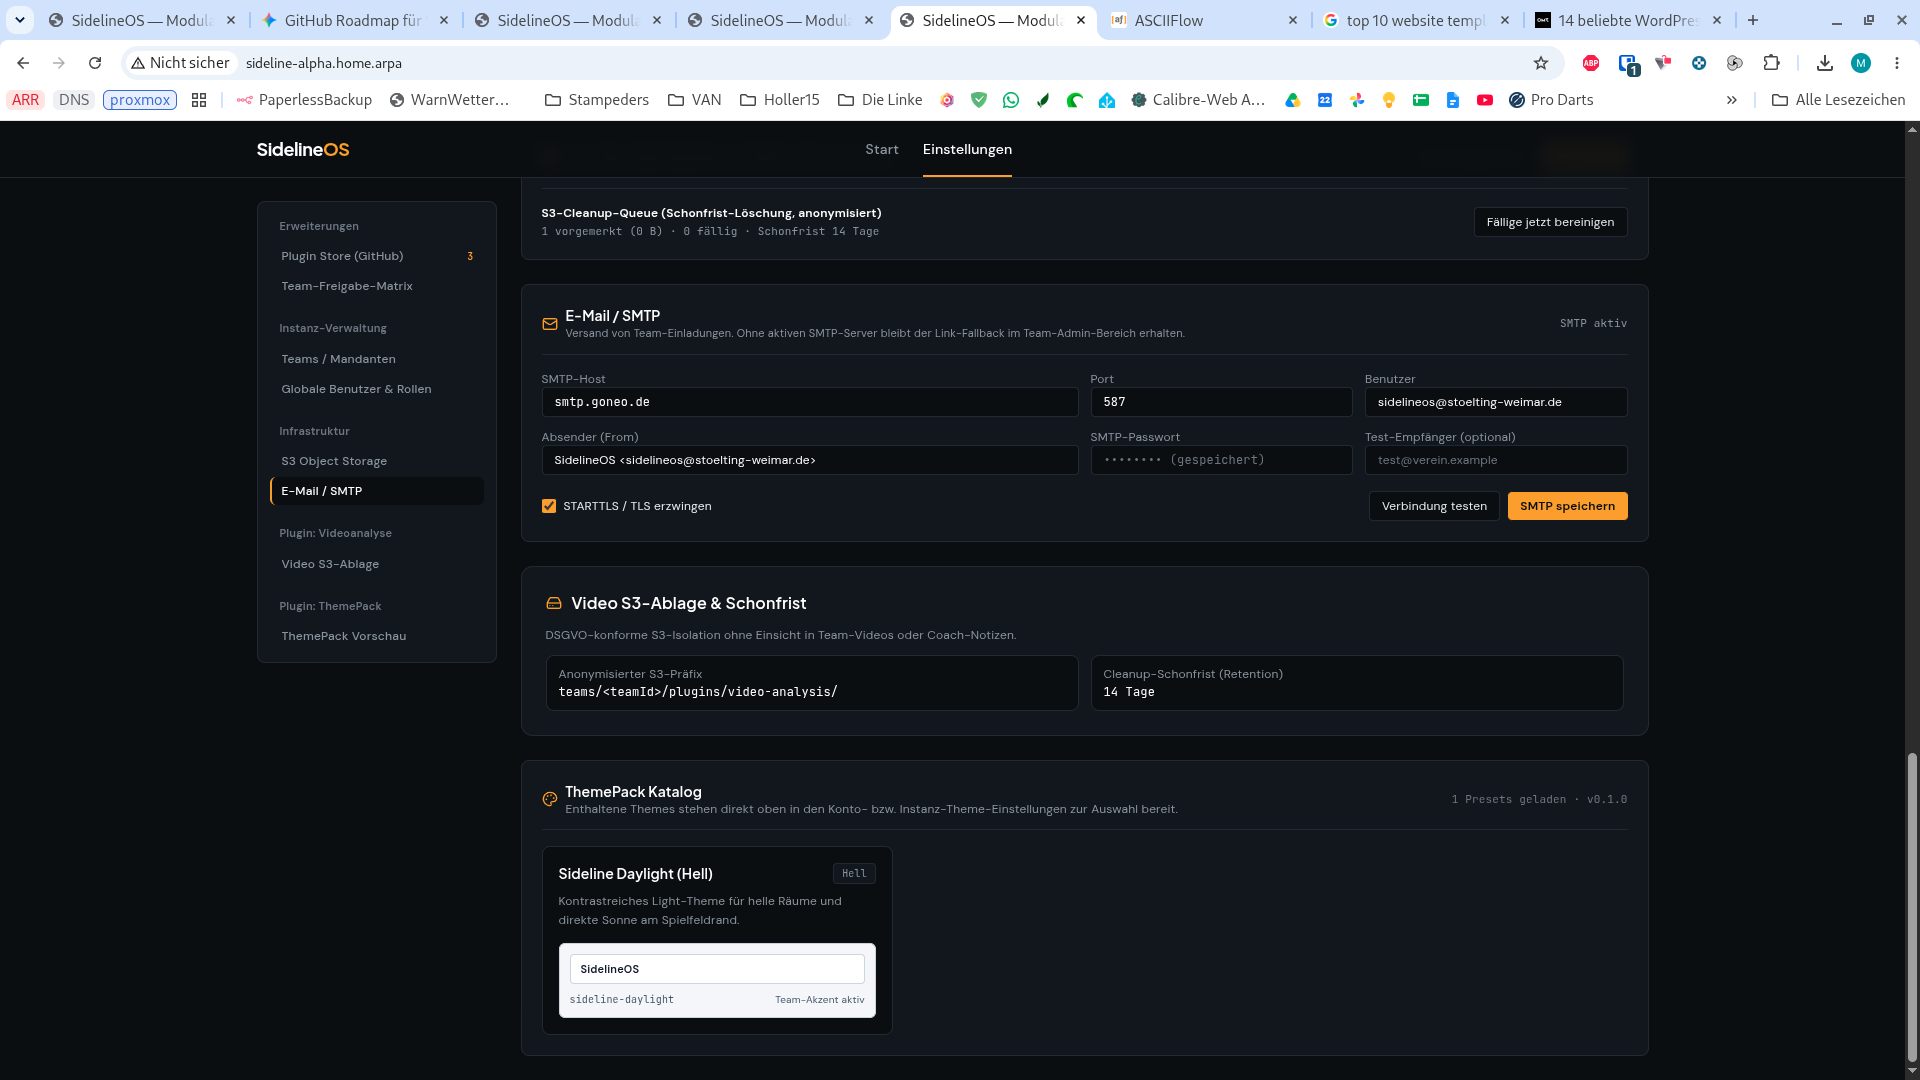 SidelineOS — Modula
GitHub Roadmap für
SidelineOS — Modula
SidelineOS — Modula
SidelineOS — Modula
ASCIIFlow
top 10 website templ
14 beliebte WordPres
Nicht sicher
sideline-alpha.home.arpa
ARR
DNS
proxmox
PaperlessBackup
WarnWetter…
Stampeders
VAN
Holler15
Die Linke
Calibre-Web A…
Pro Darts
Alle Lesezeichen
SidelineOS
Start
Einstellungen
Erweiterungen
Plugin Store (GitHub) 3
Team-Freigabe-Matrix
Instanz-Verwaltung
Teams / Mandanten
Globale Benutzer & Rollen
Infrastruktur
S3 Object Storage
E-Mail / SMTP
Plugin: Videoanalyse
Video S3-Ablage
Plugin: ThemePack
ThemePack Vorschau
S3-Cleanup-Queue (Schonfrist-Löschung, anonymisiert)
1 vorgemerkt (0 B) · 0 fällig · Schonfrist 14 Tage
Fällige jetzt bereinigen
E-Mail / SMTP
Versand von Team-Einladungen. Ohne aktiven SMTP-Server bleibt der Link-Fallback im Team-Admin-Bereich erhalten.
SMTP aktiv
SMTP-Host
smtp.goneo.de
Port
587
Benutzer
sidelineos@stoelting-weimar.de
Absender (From)
SidelineOS <sidelineos@stoelting-weimar.de>
SMTP-Passwort
•••••••• (gespeichert)
Test-Empfänger (optional)
test@verein.example
STARTTLS / TLS erzwingen
Verbindung testen
SMTP speichern
Video S3-Ablage & Schonfrist
DSGVO-konforme S3-Isolation ohne Einsicht in Team-Videos oder Coach-Notizen.
Anonymisierter S3-Präfix
teams/<teamId>/plugins/video-analysis/
Cleanup-Schonfrist (Retention)
14 Tage
ThemePack Katalog
Enthaltene Themes stehen direkt oben in den Konto- bzw. Instanz-Theme-Einstellungen zur Auswahl bereit.
1 Presets geladen · v0.1.0
Sideline Daylight (Hell)
Hell
Kontrastreiches Light-Theme für helle Räume und
direkte Sonne am Spielfeldrand.
SidelineOS
sideline-daylight
Team-Akzent aktiv